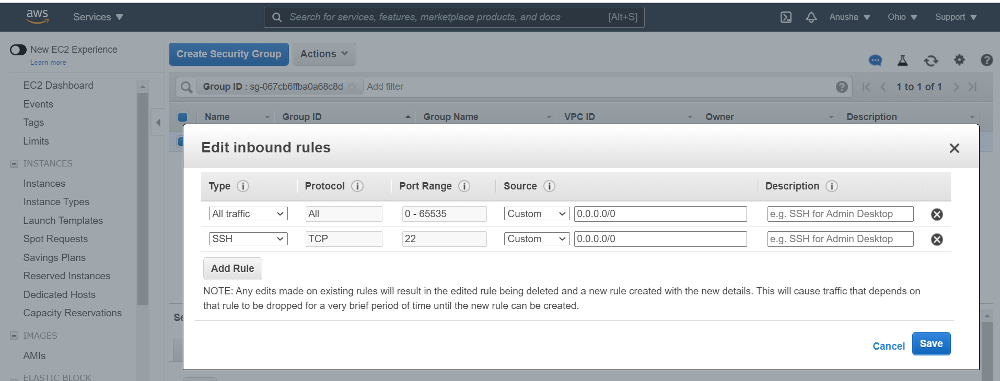 aws
Services
Search for services, features, marketplace products, and docs [Alt+S]
Anusha
Ohio
Support
New EC2 Experience
Learn more
EC2 Dashboard
Events
Tags
Limits
INSTANCES
Instances
Instance Types
Launch Templates
Spot Requests
Savings Plans
Reserved Instances
Dedicated Hosts
Capacity Reservations
IMAGES
AMIs
ELASTIC BLOCK
Create Security Group Actions
Group ID : sg-067cb6ffba0a68c8d Add filter
1 to 1 of 1
Name Group ID Group Name VPC ID Owner Description
Edit inbound rules
Type Protocol Port Range Source Description
All traffic All 0 - 65535 Custom 0.0.0.0/0 e.g. SSH for Admin Desktop
SSH TCP 22 Custom 0.0.0.0/0 e.g. SSH for Admin Desktop
Add Rule
NOTE: Any edits made on existing rules will result in the edited rule being deleted and a new rule created with the new details. This will cause traffic that depends on
that rule to be dropped for a very brief period of time until the new rule can be created.
Cancel Save